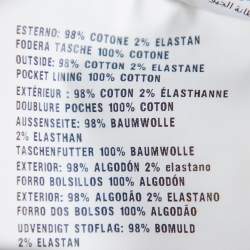 ESTERNO: 98% COTONE 2% ELASTAN
FODERA TASCHE 100% COTONE
OUTSIDE: 98% COTTON 2% ELASTANE
POCKET LINING 100% COTTON
EXTÉRIEUR : 98% COTON 2% ÉLASTHANNE
DOUBLURE POCHES 100% COTON
AUSSENSEITE: 98% BAUMWOLLE
2% ELASTHAN
TASCHENFUTTER 100% BAUMWOLLE
EXTERIOR: 98% ALGODÓN 2% elastano
FORRO BOLSILLOS 100% ALGODÓN
EXTERIOR: 98% ALGODÃO 2% ELASTANO
FORRO DOS BOLSOS 100% ALGODÃO
UDVENDIGT STOFLAG: 98% BOMULD
2% ELASTAN